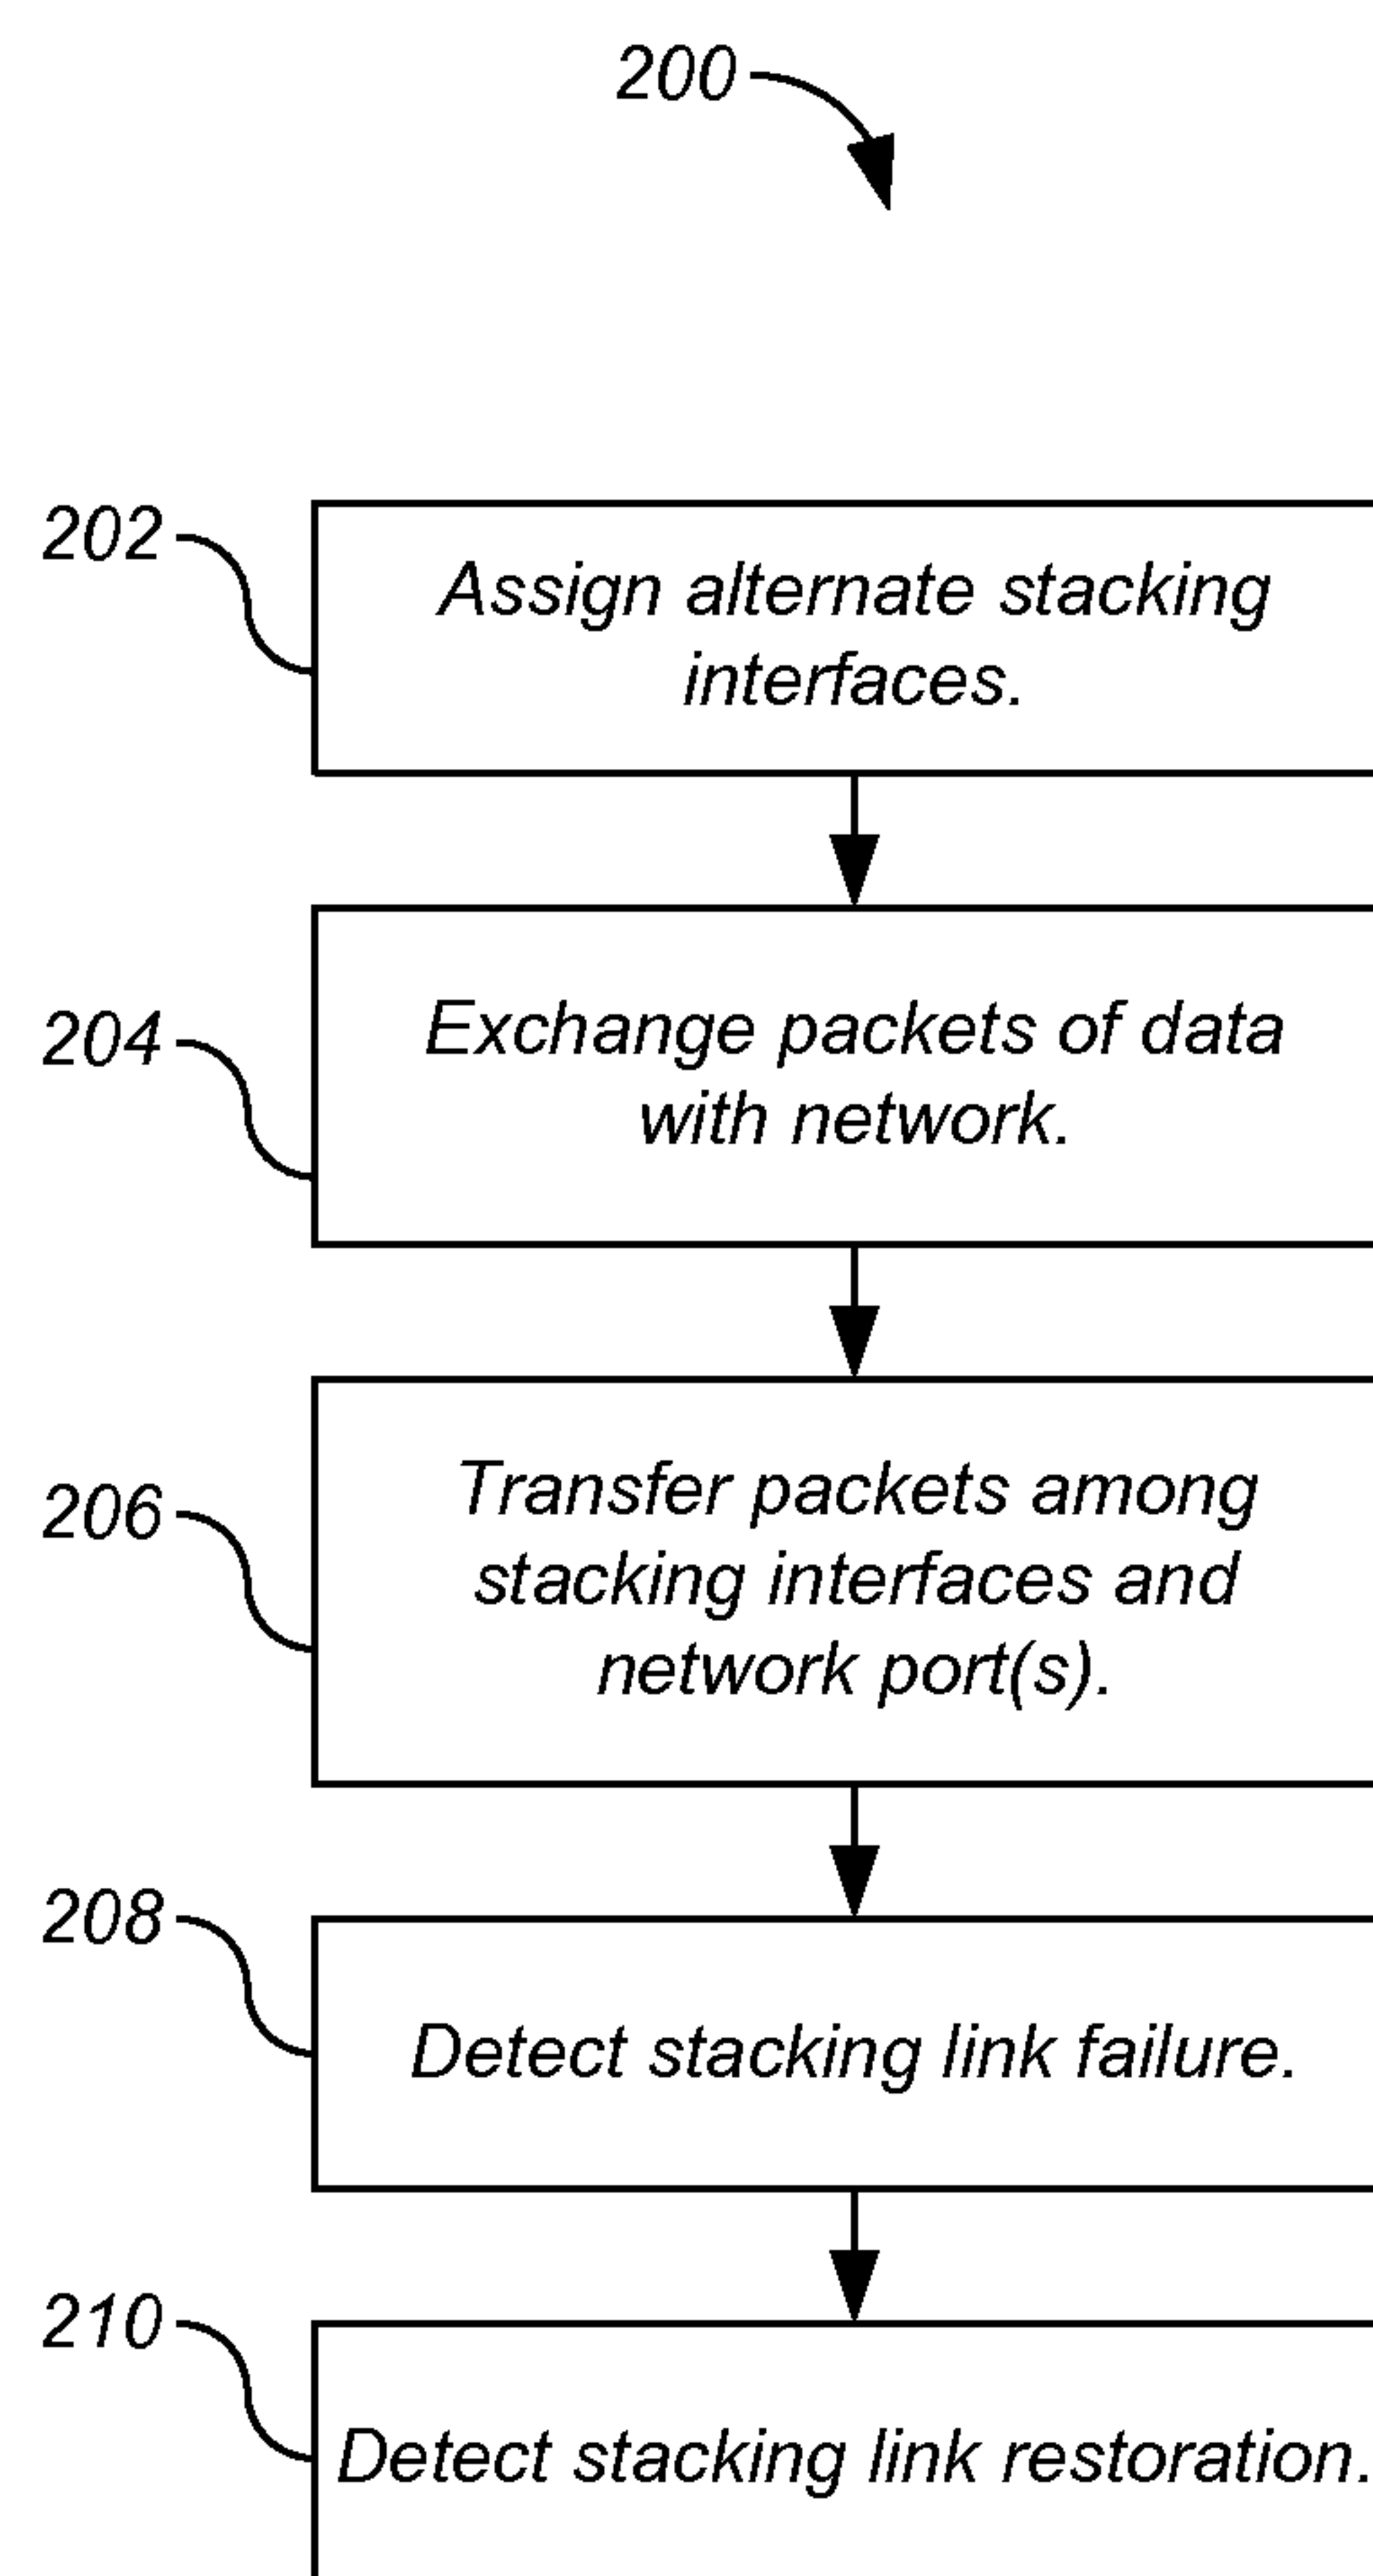 200
202
Assign alternate stacking
interfaces.
204
Exchange packets of data
with network.
206
Transfer packets among
stacking interfaces and
network port(s).
208
Detect stacking link failure.
210
Detect stacking link restoration.